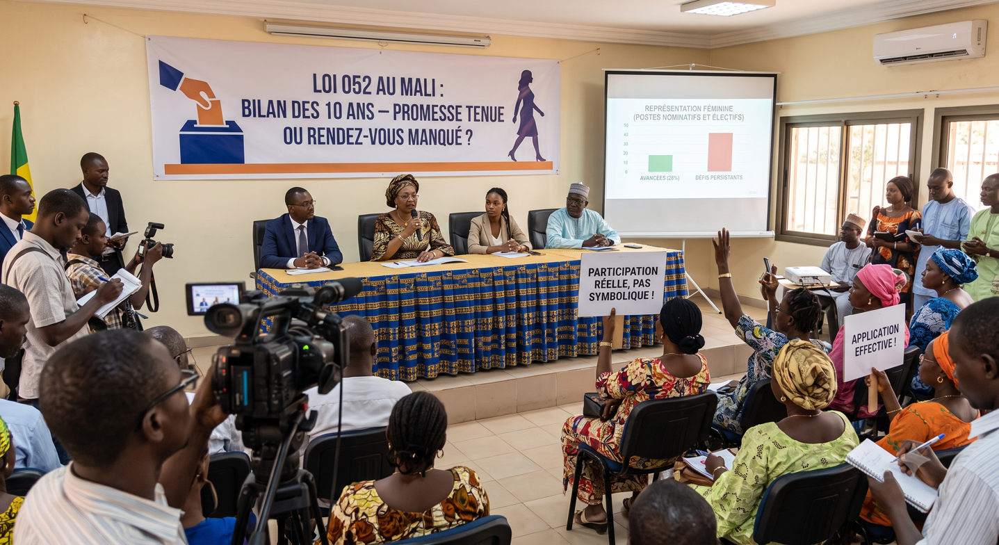 LOI 052 AU MALI :
BILAN DES 10 ANS – PROMESSE TENUE
OU RENDEZ-VOUS MANQUÉ ?
REPRÉSENTATION FÉMININE
(POSTES NOMINATIFS ET ÉLECTIFS)
50
40
30
20
10
0
AVANCÉES (28%)
DÉFIS PERSISTANTS
PARTICIPATION
RÉELLE, PAS
SYMBOLIQUE !
APPLICATION
EFFECTIVE !